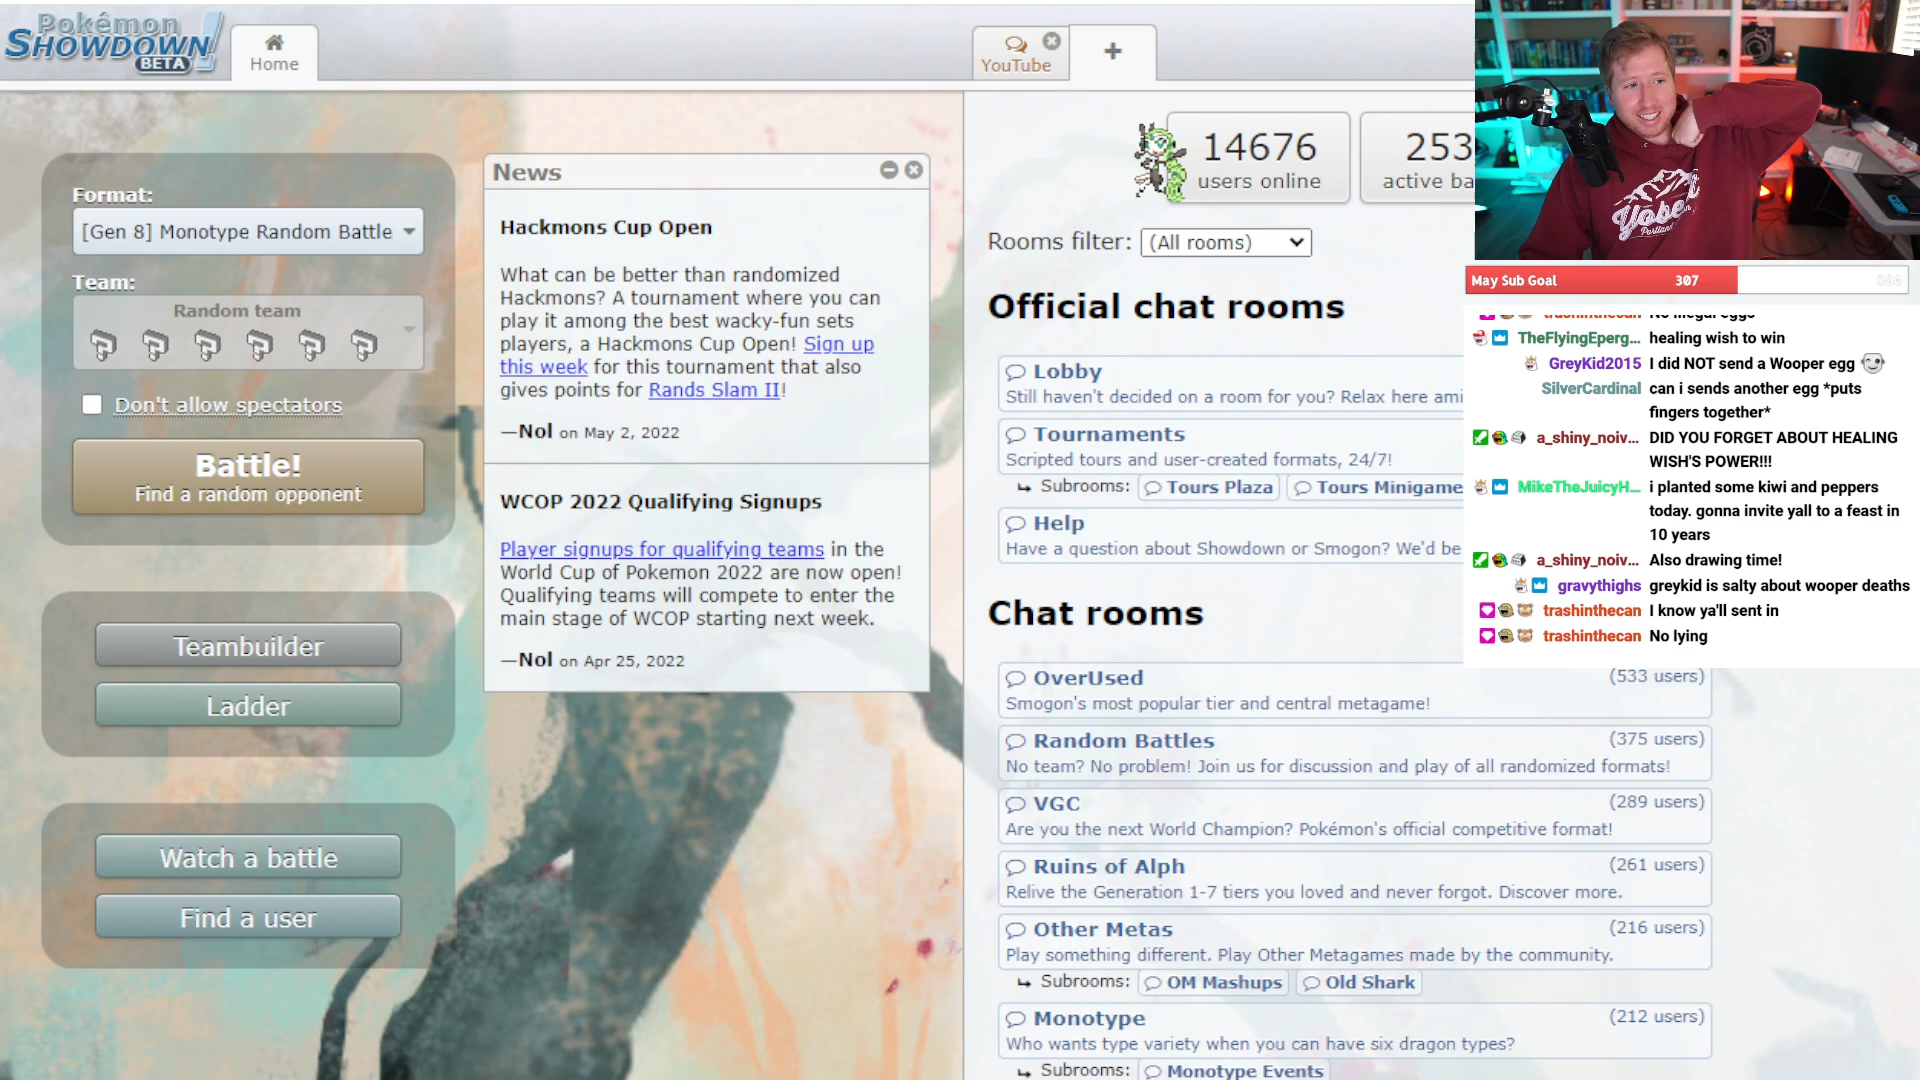 Pokémon
SHOWDOWN!
BETA
Home
YouTube
Format:
[Gen 8] Monotype Random Battle
Team:
Random team
Don't allow spectators
Battle!
Find a random opponent
Teambuilder
Ladder
Watch a battle
Find a user
News
Hackmons Cup Open
What can be better than randomized
Hackmons? A tournament where you can
play it among the best wacky-fun sets
players, a Hackmons Cup Open! Sign up
this week for this tournament that also
gives points for Rands Slam II!
—Nol on May 2, 2022
WCOP 2022 Qualifying Signups
Player signups for qualifying teams in the
World Cup of Pokemon 2022 are now open!
Qualifying teams will compete to enter the
main stage of WCOP starting next week.
—Nol on Apr 25, 2022
14676
users online
253
active ba
Rooms filter: (All rooms)
Official chat rooms
Lobby
Still haven't decided on a room for you? Relax here ami
Tournaments
Scripted tours and user-created formats, 24/7!
Subrooms: Tours Plaza Tours Minigame
Help
Have a question about Showdown or Smogon? We'd be
Chat rooms
OverUsed (533 users)
Smogon's most popular tier and central metagame!
Random Battles (375 users)
No team? No problem! Join us for discussion and play of all randomized formats!
VGC (289 users)
Are you the next World Champion? Pokémon's official competitive format!
Ruins of Alph (261 users)
Relive the Generation 1-7 tiers you loved and never forgot. Discover more.
Other Metas (216 users)
Play something different. Play Other Metagames made by the community.
Subrooms: OM Mashups Old Shark
Monotype (212 users)
Who wants type variety when you can have six dragon types?
Subrooms: Monotype Events
Yobe
Portland
May Sub Goal 307
trashinthecan No illegal eggs
TheFlyingEperg... healing wish to win
GreyKid2015 I did NOT send a Wooper egg
SilverCardinal can i sends another egg *puts
fingers together*
a_shiny_noiv... DID YOU FORGET ABOUT HEALING
WISH'S POWER!!!
MikeTheJuicyH... i planted some kiwi and peppers
today. gonna invite yall to a feast in
10 years
a_shiny_noiv... Also drawing time!
gravythighs greykid is salty about wooper deaths
trashinthecan I know ya'll sent in
trashinthecan No lying